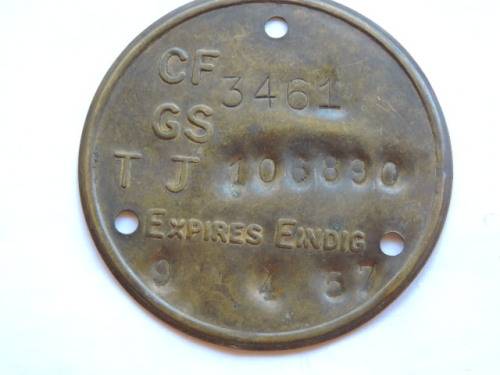 CF 3461
GS
T J 106890
EXPIRES EINDIG
9 4 57